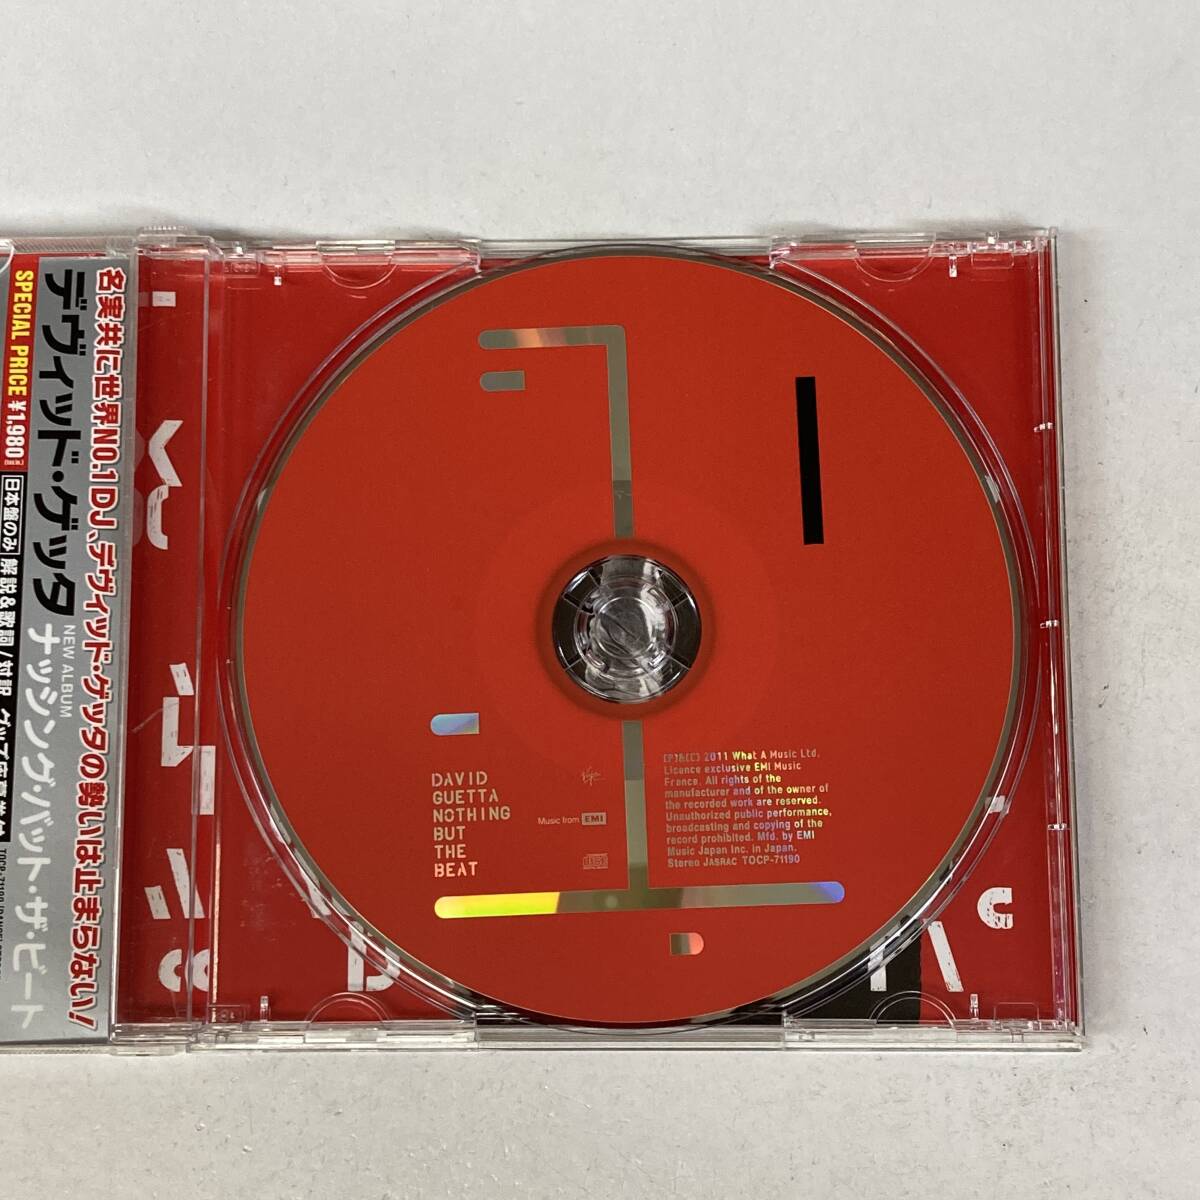 名実共に世界NO.1 DJ、デヴィッド・ゲッタの勢いは止まらない!
デヴィッド・ゲッタ
NEW ALBUM
ナッシング・バット・ザ・ビート
SPECIAL PRICE ¥1,980
日本盤のみ 解説&歌詞/対訳
DAVID
GUETTA
NOTHING
BUT
THE
BEAT
Virgin
Music from EMI
(P)&(C) 2011 What A Music Ltd.
Licence exclusive EMI Music
France. All rights of the
manufacturer and of the owner of
the recorded work are reserved.
Unauthorized public performance,
broadcasting and copying of the
record prohibited. Mfd. by EMI
Music Japan Inc. in Japan.
Stereo JASRAC TOCP-71190